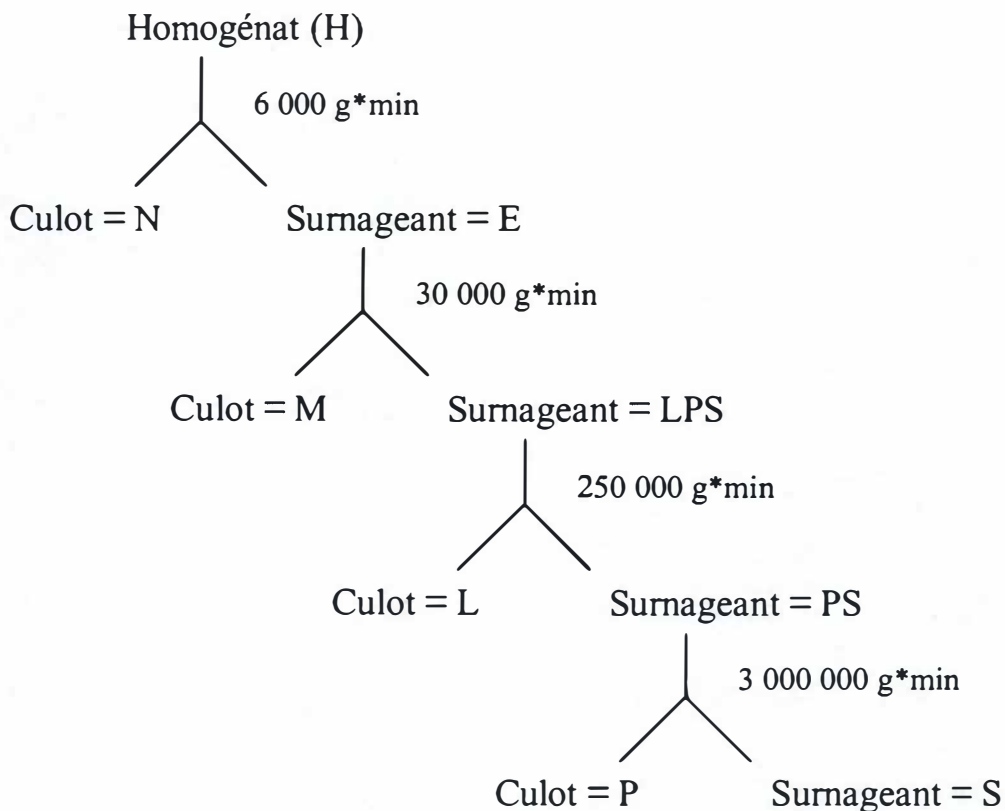 Homogénat (H)
6 000 g*min
Culot = N
Surnageant = E
30 000 g*min
Culot = M
Surnageant = LPS
250 000 g*min
Culot = L
Surnageant = PS
3 000 000 g*min
Culot = P
Surnageant = S